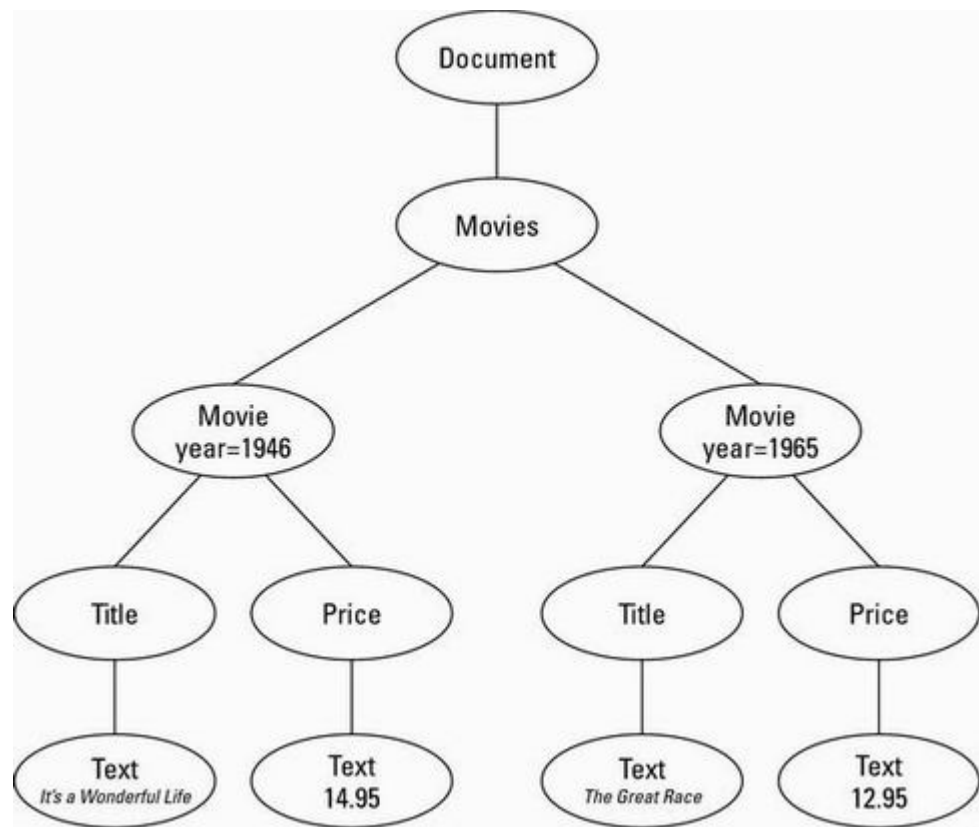 Document
Movies
Movie
year=1946
Movie
year=1965
Title
Price
Title
Price
Text
It's a Wonderful Life
Text
14.95
Text
The Great Race
Text
12.95